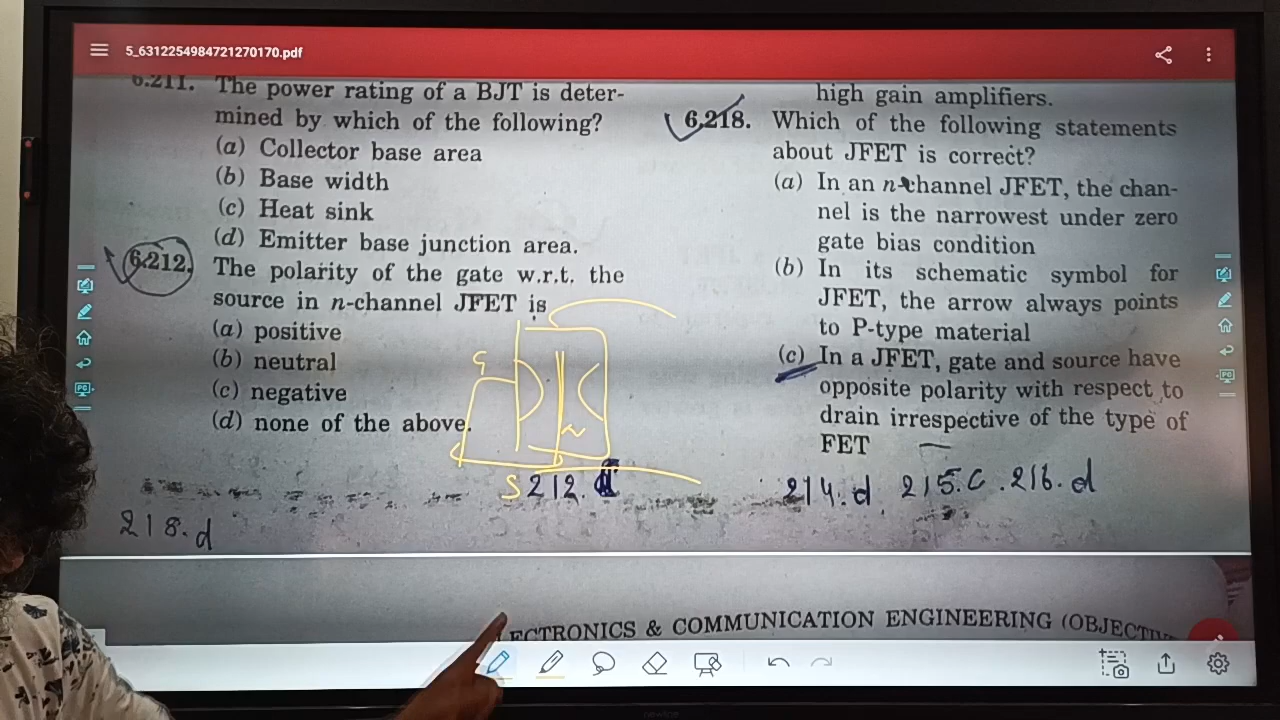 5_6312254984721270170.pdf
6.211. The power rating of a BJT is deter-
mined by which of the following?
(a) Collector base area
(b) Base width
(c) Heat sink
(d) Emitter base junction area.
6.212. The polarity of the gate w.r.t. the
source in n-channel JFET is
(a) positive
(b) neutral
(c) negative
(d) none of the above.
G
N
S 212.
218. d
high gain amplifiers.
6.218. Which of the following statements
about JFET is correct?
(a) In an n-channel JFET, the chan-
nel is the narrowest under zero
gate bias condition
(b) In its schematic symbol for
JFET, the arrow always points
to P-type material
(c) In a JFET, gate and source have
opposite polarity with respect to
drain irrespective of the type of
FET
214. d 215. c . 216. d
ECTRONICS & COMMUNICATION ENGINEERING (OBJECTIV